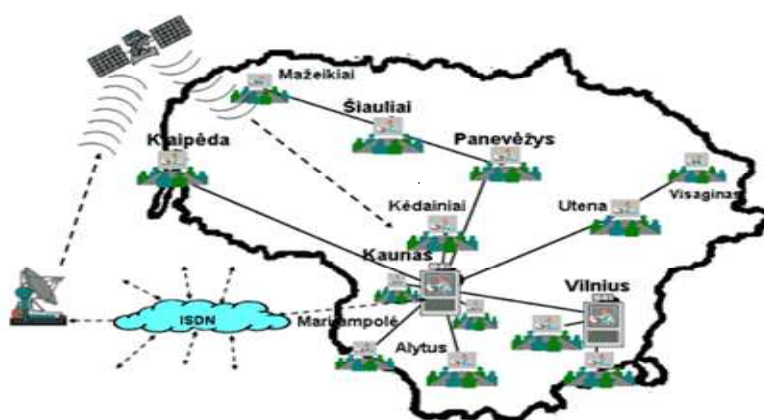 Mažeikiai
Šiauliai
Klaipėda
Panevėžys
Visaginas
Kėdainiai
Utena
Kaunas
Vilnius
ISDN
Marijampolė
Alytus